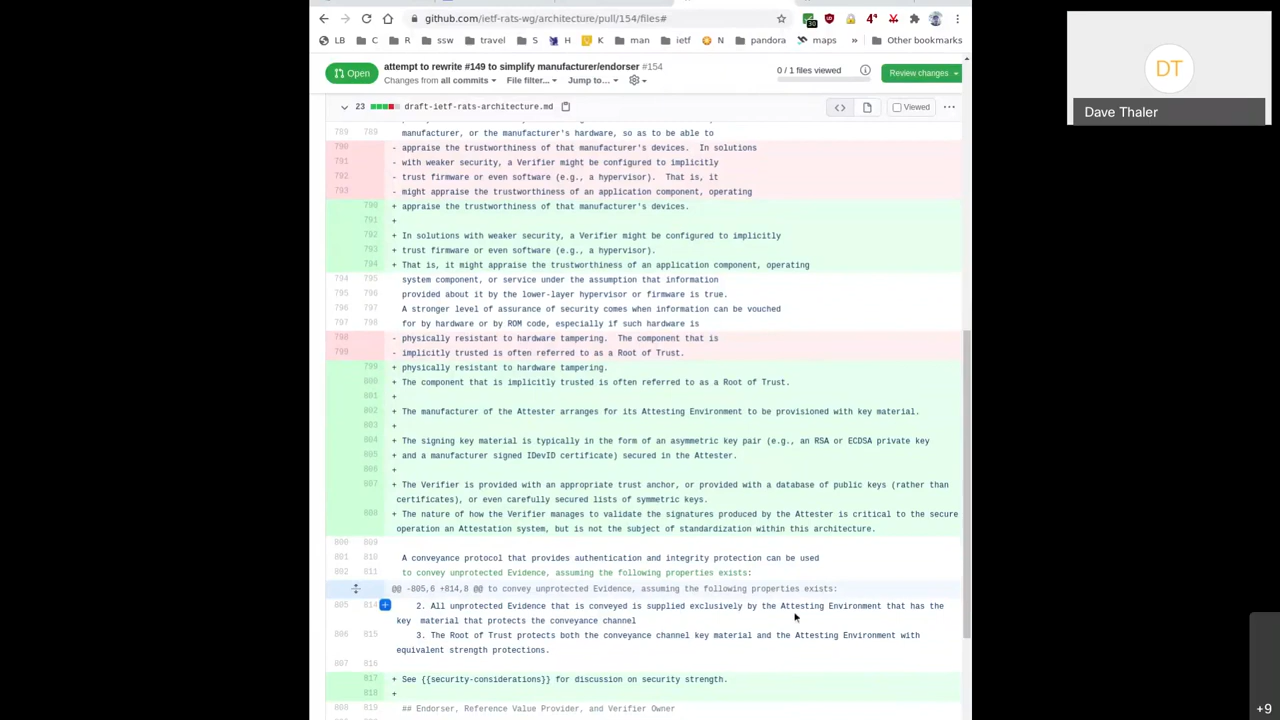 github.com/ietf-rats-wg/architecture/pull/154/files#
LB C R ssw travel S H K man ietf N pandora maps » Other bookmarks
Open attempt to rewrite #149 to simplify manufacturer/endorser #154
Changes from all commits File filter... Jump to...
0 / 1 files viewed Review changes
23 draft-ietf-rats-architecture.md Viewed
789 789 manufacturer, or the manufacturer's hardware, so as to be able to
790 - appraise the trustworthiness of that manufacturer's devices. In solutions
791 - with weaker security, a Verifier might be configured to implicitly
792 - trust firmware or even software (e.g., a hypervisor). That is, it
793 - might appraise the trustworthiness of an application component, operating
790 + appraise the trustworthiness of that manufacturer's devices.
791 +
792 + In solutions with weaker security, a Verifier might be configured to implicitly
793 + trust firmware or even software (e.g., a hypervisor).
794 + That is, it might appraise the trustworthiness of an application component, operating
794 795 system component, or service under the assumption that information
795 796 provided about it by the lower-layer hypervisor or firmware is true.
796 797 A stronger level of assurance of security comes when information can be vouched
797 798 for by hardware or by ROM code, especially if such hardware is
798 - physically resistant to hardware tampering. The component that is
799 - implicitly trusted is often referred to as a Root of Trust.
799 + physically resistant to hardware tampering.
800 + The component that is implicitly trusted is often referred to as a Root of Trust.
801 +
802 + The manufacturer of the Attester arranges for its Attesting Environment to be provisioned with key material.
803 +
804 + The signing key material is typically in the form of an asymmetric key pair (e.g., an RSA or ECDSA private key
805 + and a manufacturer signed IDevID certificate) secured in the Attester.
806 +
807 + The Verifier is provided with an appropriate trust anchor, or provided with a database of public keys (rather than
certificates), or even carefully secured lists of symmetric keys.
808 + The nature of how the Verifier manages to validate the signatures produced by the Attester is critical to the secure
operation an Attestation system, but is not the subject of standardization within this architecture.
800 809
801 810 A conveyance protocol that provides authentication and integrity protection can be used
802 811 to convey unprotected Evidence, assuming the following properties exists:
@@ -805,6 +814,8 @@ to convey unprotected Evidence, assuming the following properties exists:
805 814 2. All unprotected Evidence that is conveyed is supplied exclusively by the Attesting Environment that has the
key material that protects the conveyance channel
806 815 3. The Root of Trust protects both the conveyance channel key material and the Attesting Environment with
equivalent strength protections.
807 816
817 + See {{security-considerations}} for discussion on security strength.
818 +
808 819 ## Endorser, Reference Value Provider, and Verifier Owner
DT
Dave Thaler
+9